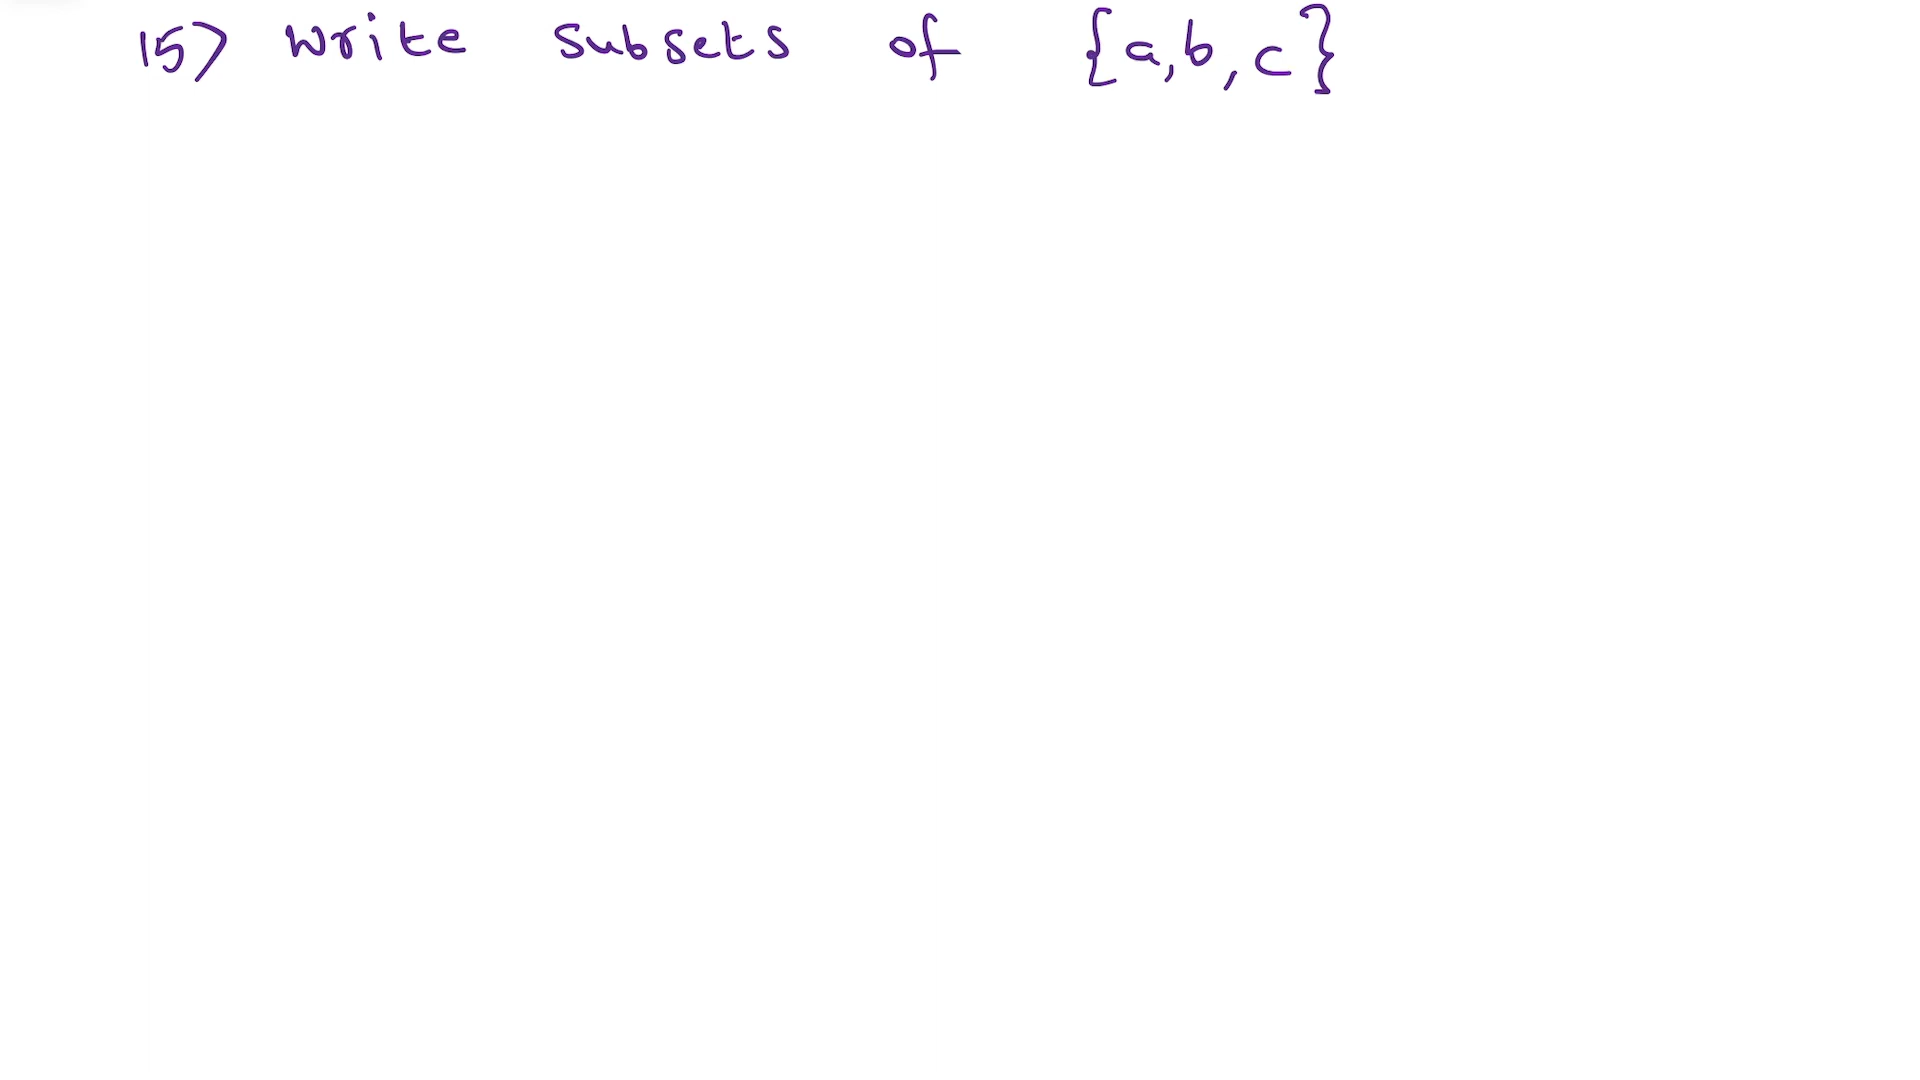 15) Write subsets of {a,b,c}